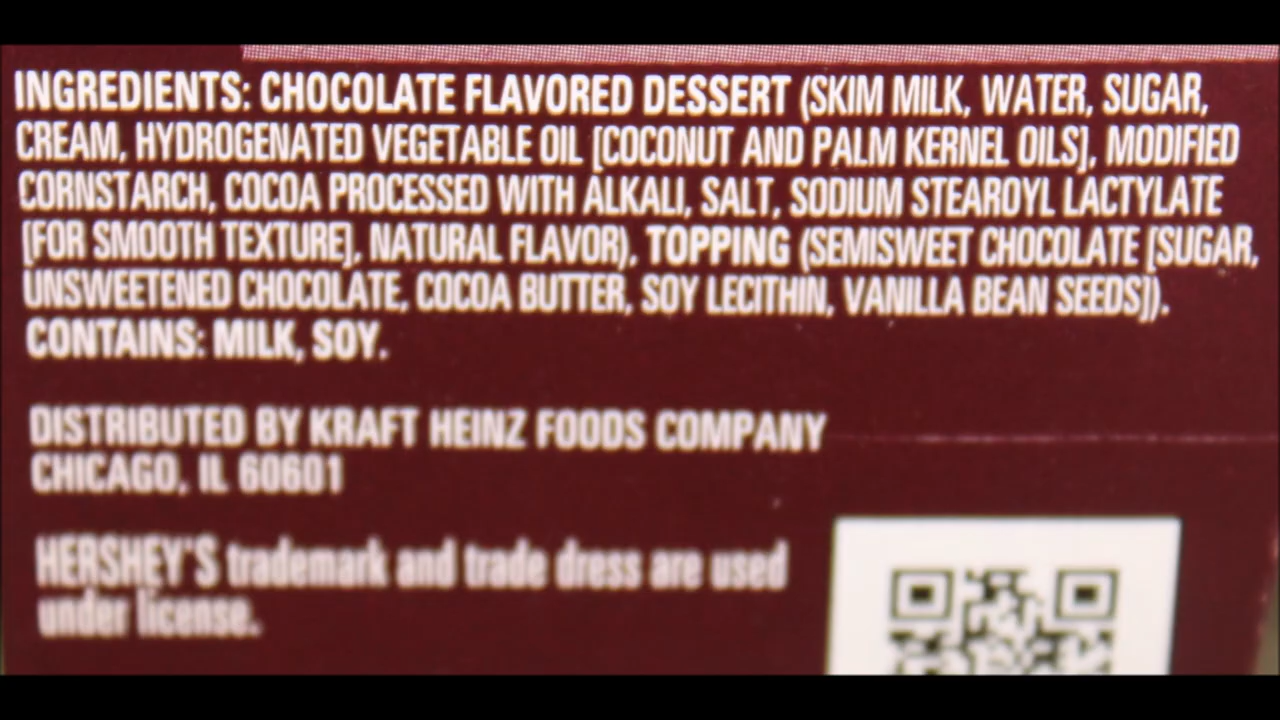 INGREDIENTS: CHOCOLATE FLAVORED DESSERT (SKIM MILK, WATER, SUGAR,
CREAM, HYDROGENATED VEGETABLE OIL [COCONUT AND PALM KERNEL OILS], MODIFIED
CORNSTARCH, COCOA PROCESSED WITH ALKALI, SALT, SODIUM STEAROYL LACTYLATE
[FOR SMOOTH TEXTURE], NATURAL FLAVOR), TOPPING (SEMISWEET CHOCOLATE [SUGAR,
UNSWEETENED CHOCOLATE, COCOA BUTTER, SOY LECITHIN, VANILLA BEAN SEEDS]).
CONTAINS: MILK, SOY.
DISTRIBUTED BY KRAFT HEINZ FOODS COMPANY
CHICAGO, IL 60601
HERSHEY'S trademark and trade dress are used
under license.